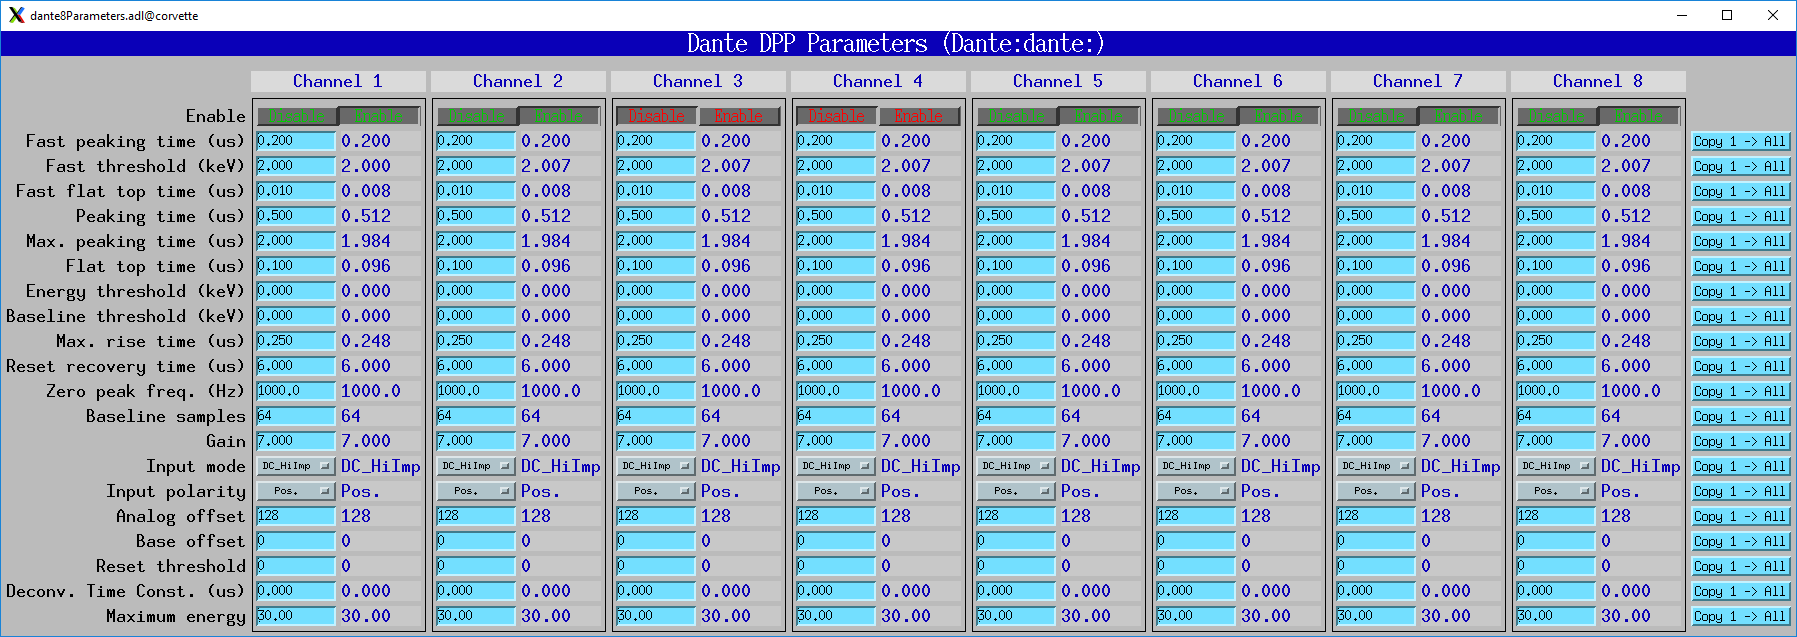 dante8Parameters.adl@corvette
Dante DPP Parameters (Dante:dante:)
Channel 1 Channel 2 Channel 3 Channel 4 Channel 5 Channel 6 Channel 7 Channel 8
Enable Disable Enable Disable Enable Disable Enable Disable Enable Disable Enable Disable Enable Disable Enable Disable Enable
Fast peaking time (us) 0.200 0.200 0.200 0.200 0.200 0.200 0.200 0.200 0.200 0.200 0.200 0.200 0.200 0.200 0.200 0.200 Copy 1 -> All
Fast threshold (keV) 2.000 2.000 2.000 2.007 2.000 2.007 2.000 2.007 2.000 2.007 2.000 2.007 2.000 2.007 2.000 2.007 Copy 1 -> All
Fast flat top time (us) 0.010 0.008 0.010 0.008 0.010 0.008 0.010 0.008 0.010 0.008 0.010 0.008 0.010 0.008 0.010 0.008 Copy 1 -> All
Peaking time (us) 0.500 0.512 0.500 0.512 0.500 0.512 0.500 0.512 0.500 0.512 0.500 0.512 0.500 0.512 0.500 0.512 Copy 1 -> All
Max. peaking time (us) 2.000 1.984 2.000 1.984 2.000 1.984 2.000 1.984 2.000 1.984 2.000 1.984 2.000 1.984 2.000 1.984 Copy 1 -> All
Flat top time (us) 0.100 0.096 0.100 0.096 0.100 0.096 0.100 0.096 0.100 0.096 0.100 0.096 0.100 0.096 0.100 0.096 Copy 1 -> All
Energy threshold (keV) 0.000 0.000 0.000 0.000 0.000 0.000 0.000 0.000 0.000 0.000 0.000 0.000 0.000 0.000 0.000 0.000 Copy 1 -> All
Baseline threshold (keV) 0.000 0.000 0.000 0.000 0.000 0.000 0.000 0.000 0.000 0.000 0.000 0.000 0.000 0.000 0.000 0.000 Copy 1 -> All
Max. rise time (us) 0.250 0.248 0.250 0.248 0.250 0.248 0.250 0.248 0.250 0.248 0.250 0.248 0.250 0.248 0.250 0.248 Copy 1 -> All
Reset recovery time (us) 6.000 6.000 6.000 6.000 6.000 6.000 6.000 6.000 6.000 6.000 6.000 6.000 6.000 6.000 6.000 6.000 Copy 1 -> All
Zero peak freq. (Hz) 1000.0 1000.0 1000.0 1000.0 1000.0 1000.0 1000.0 1000.0 1000.0 1000.0 1000.0 1000.0 1000.0 1000.0 1000.0 1000.0 Copy 1 -> All
Baseline samples 64 64 64 64 64 64 64 64 64 64 64 64 64 64 64 64 Copy 1 -> All
Gain 7.000 7.000 7.000 7.000 7.000 7.000 7.000 7.000 7.000 7.000 7.000 7.000 7.000 7.000 7.000 7.000 Copy 1 -> All
Input mode DC_HiImp DC_HiImp DC_HiImp DC_HiImp DC_HiImp DC_HiImp DC_HiImp DC_HiImp DC_HiImp DC_HiImp DC_HiImp DC_HiImp DC_HiImp DC_HiImp DC_HiImp DC_HiImp Copy 1 -> All
Input polarity Pos. Pos. Pos. Pos. Pos. Pos. Pos. Pos. Pos. Pos. Pos. Pos. Pos. Pos. Pos. Pos. Copy 1 -> All
Analog offset 128 128 128 128 128 128 128 128 128 128 128 128 128 128 128 128 Copy 1 -> All
Base offset 0 0 0 0 0 0 0 0 0 0 0 0 0 0 0 0 Copy 1 -> All
Reset threshold 0 0 0 0 0 0 0 0 0 0 0 0 0 0 0 0 Copy 1 -> All
Deconv. Time Const. (us) 0.000 0.000 0.000 0.000 0.000 0.000 0.000 0.000 0.000 0.000 0.000 0.000 0.000 0.000 0.000 0.000 Copy 1 -> All
Maximum energy 30.00 30.00 30.00 30.00 30.00 30.00 30.00 30.00 30.00 30.00 30.00 30.00 30.00 30.00 30.00 30.00 Copy 1 -> All